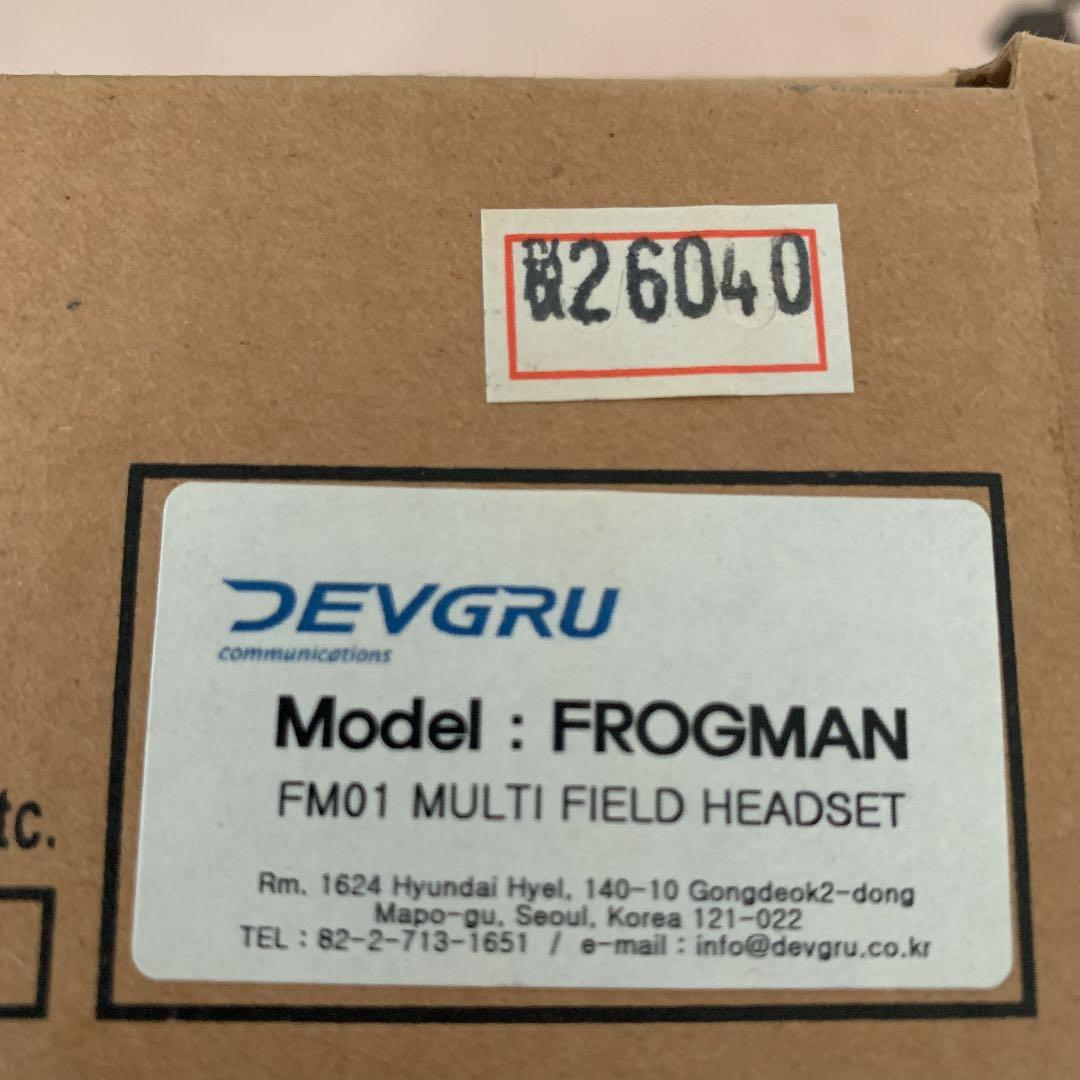 26040
DEVGRU
communications
Model : FROGMAN
FM01 MULTI FIELD HEADSET
tc.
Rm. 1624 Hyundai Hyel, 140-10 Gongdeok2-dong
Mapo-gu, Seoul, Korea 121-022
TEL : 82-2-713-1651 / e-mail : info@devgru.co.kr